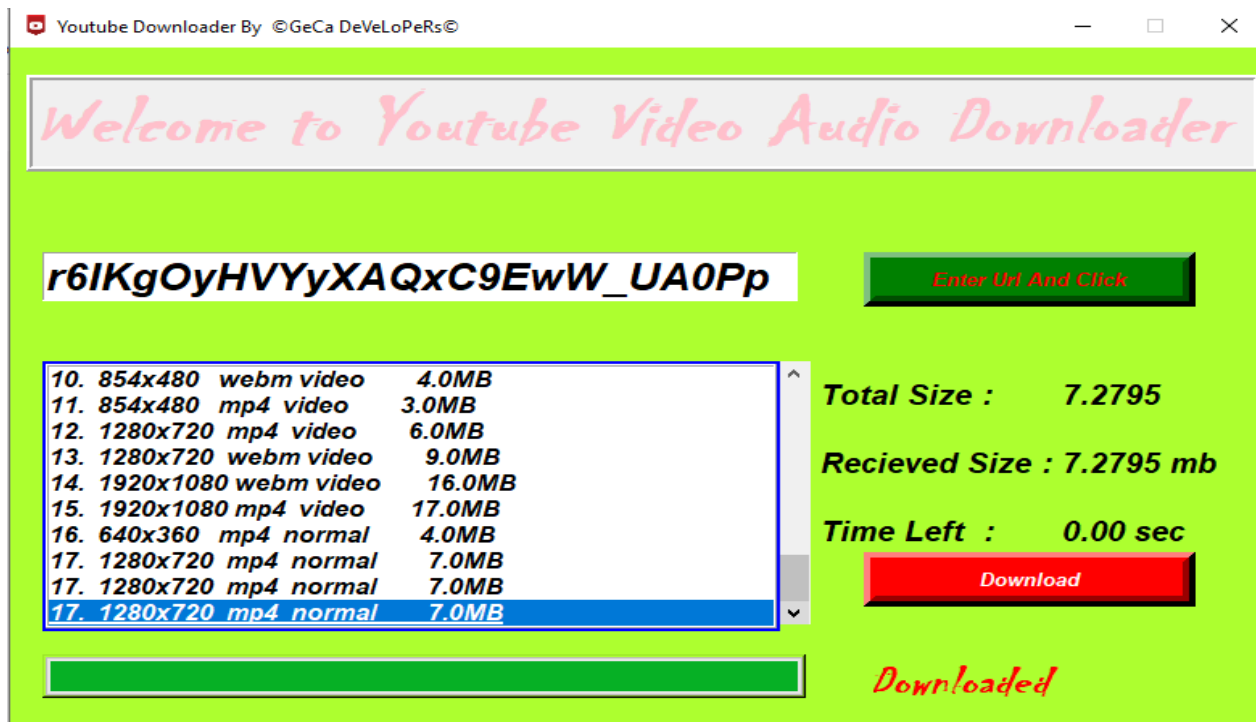 Youtube Downloader By ©GeCa DeVeLoPeRs©
Welcome to Youtube Video Audio Downloader
r6IKgOyHVYyXAQxC9EwW_UA0Pp
Enter Url And Click
10. 854x480 webm video 4.0MB
11. 854x480 mp4 video 3.0MB
12. 1280x720 mp4 video 6.0MB
13. 1280x720 webm video 9.0MB
14. 1920x1080 webm video 16.0MB
15. 1920x1080 mp4 video 17.0MB
16. 640x360 mp4 normal 4.0MB
17. 1280x720 mp4 normal 7.0MB
17. 1280x720 mp4 normal 7.0MB
17. 1280x720 mp4 normal 7.0MB
Total Size : 7.2795
Recieved Size : 7.2795 mb
Time Left : 0.00 sec
Download
Downloaded